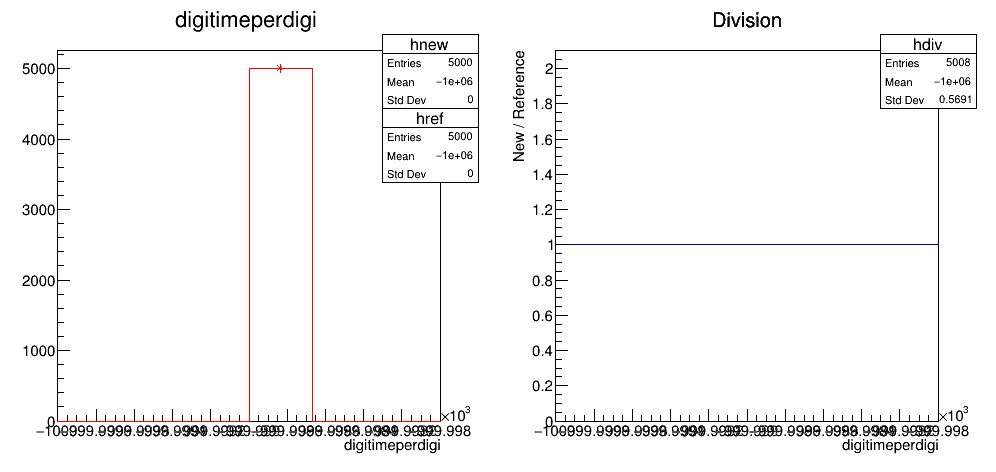 digitimeperdigi
hnew
Entries 5000
Mean −1e+06
Std Dev 0
href
Entries 5000
Mean −1e+06
Std Dev 0
5000
4000
3000
2000
1000
0
×10³
digitimeperdigi
Division
hdiv
Entries 5008
Mean −1e+06
Std Dev 0.5691
New / Reference
2
1.8
1.6
1.4
1.2
1
0.8
0.6
0.4
0.2
0
×10³
digitimeperdigi